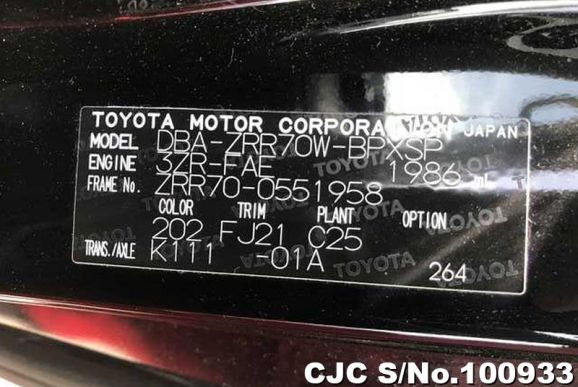 TOYOTA MOTOR CORPORATION JAPAN
MODEL DBA-ZRR70W-BPXSP
ENGINE 3ZR-FAE 1986 mL
FRAME No. ZRR70-0551958
COLOR TRIM PLANT OPTION
202 FJ21 C25
TRANS./AXLE K111 -01A
264
CJC S/No.100933